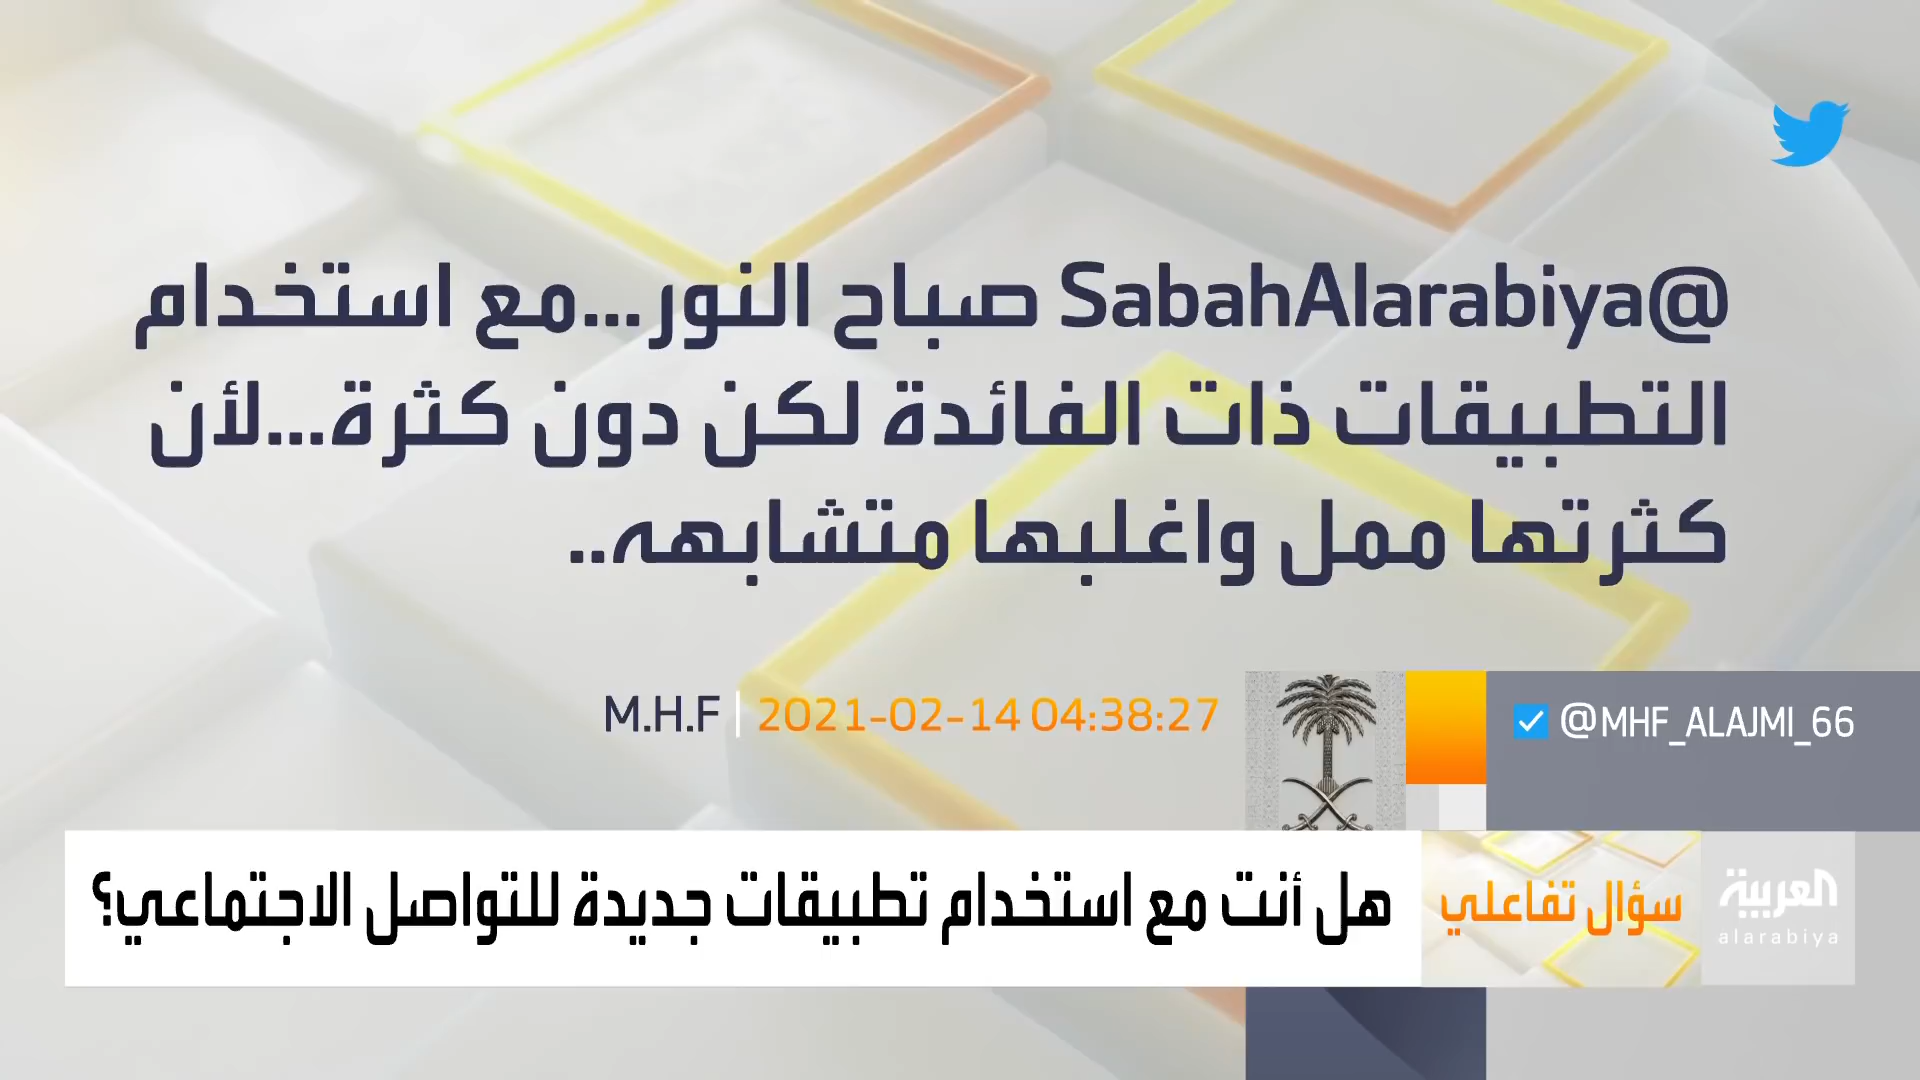 @SabahAlarabiya صباح النور...مع استخدام
التطبيقات ذات الفائدة لكن دون كثرة...لأن
كثرتها ممل واغلبها متشابهه..
@MHF_ALAJMI_66
2021-02-14 04:38:27 | M.H.F
العربية
alarabiya
سؤال تفاعلي
هل أنت مع استخدام تطبيقات جديدة للتواصل الاجتماعي؟